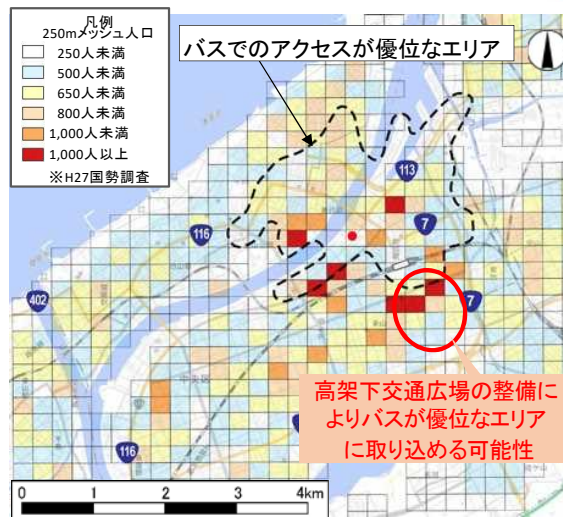 凡例
250mメッシュ人口
250人未満
500人未満
650人未満
800人未満
1,000人未満
1,000人以上
※H27国勢調査
バスでのアクセスが優位なエリア
113
7
116
402
7
中央区
116
高架下交通広場の整備に
よりバスが優位なエリア
に取り込める可能性
0 1 2 3 4km